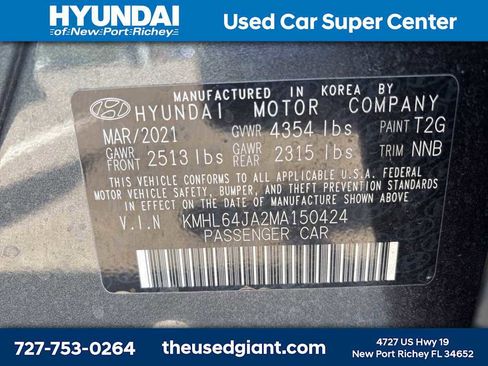 HYUNDAI
of New Port Richey
Used Car Super Center
MANUFACTURED IN KOREA BY
HYUNDAI MOTOR COMPANY
MAR/2021 GVWR 4354 lbs PAINT T2G
GAWR FRONT 2513 lbs GAWR REAR 2315 lbs TRIM NNB
THIS VEHICLE CONFORMS TO ALL APPLICABLE U.S.A. FEDERAL
MOTOR VEHICLE SAFETY, BUMPER, AND THEFT PREVENTION STANDARDS
IN EFFECT ON THE DATE OF MANUFACTURE SHOWN ABOVE
V.I.N KMHL64JA2MA150424
PASSENGER CAR
727-753-0264
theusedgiant.com
4727 US Hwy 19
New Port Richey FL 34652